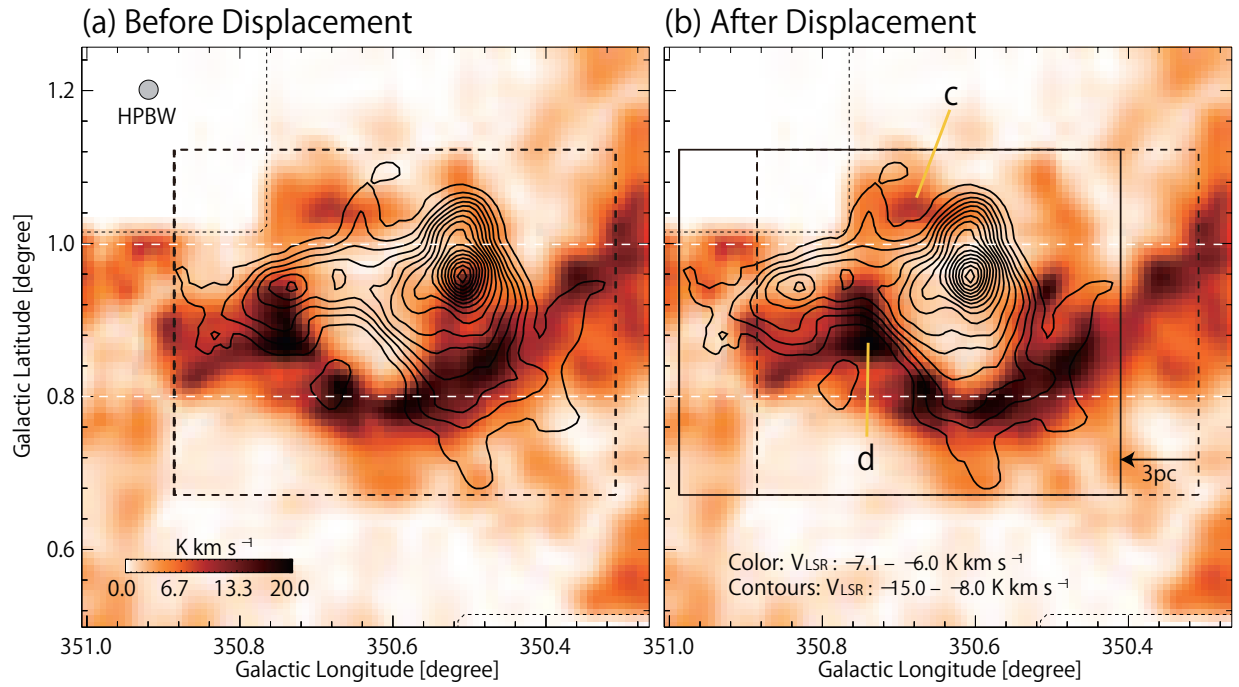 (a) Before Displacement
(b) After Displacement
1.2
1.0
0.8
0.6
Galactic Latitude [degree]
HPBW
K km s⁻¹
0.0 6.7 13.3 20.0
351.0 350.8 350.6 350.4
Galactic Longitude [degree]
c
d
3pc
Color: VLSR : −7.1 – −6.0 K km s⁻¹
Contours: VLSR : −15.0 – −8.0 K km s⁻¹
351.0 350.8 350.6 350.4
Galactic Longitude [degree]